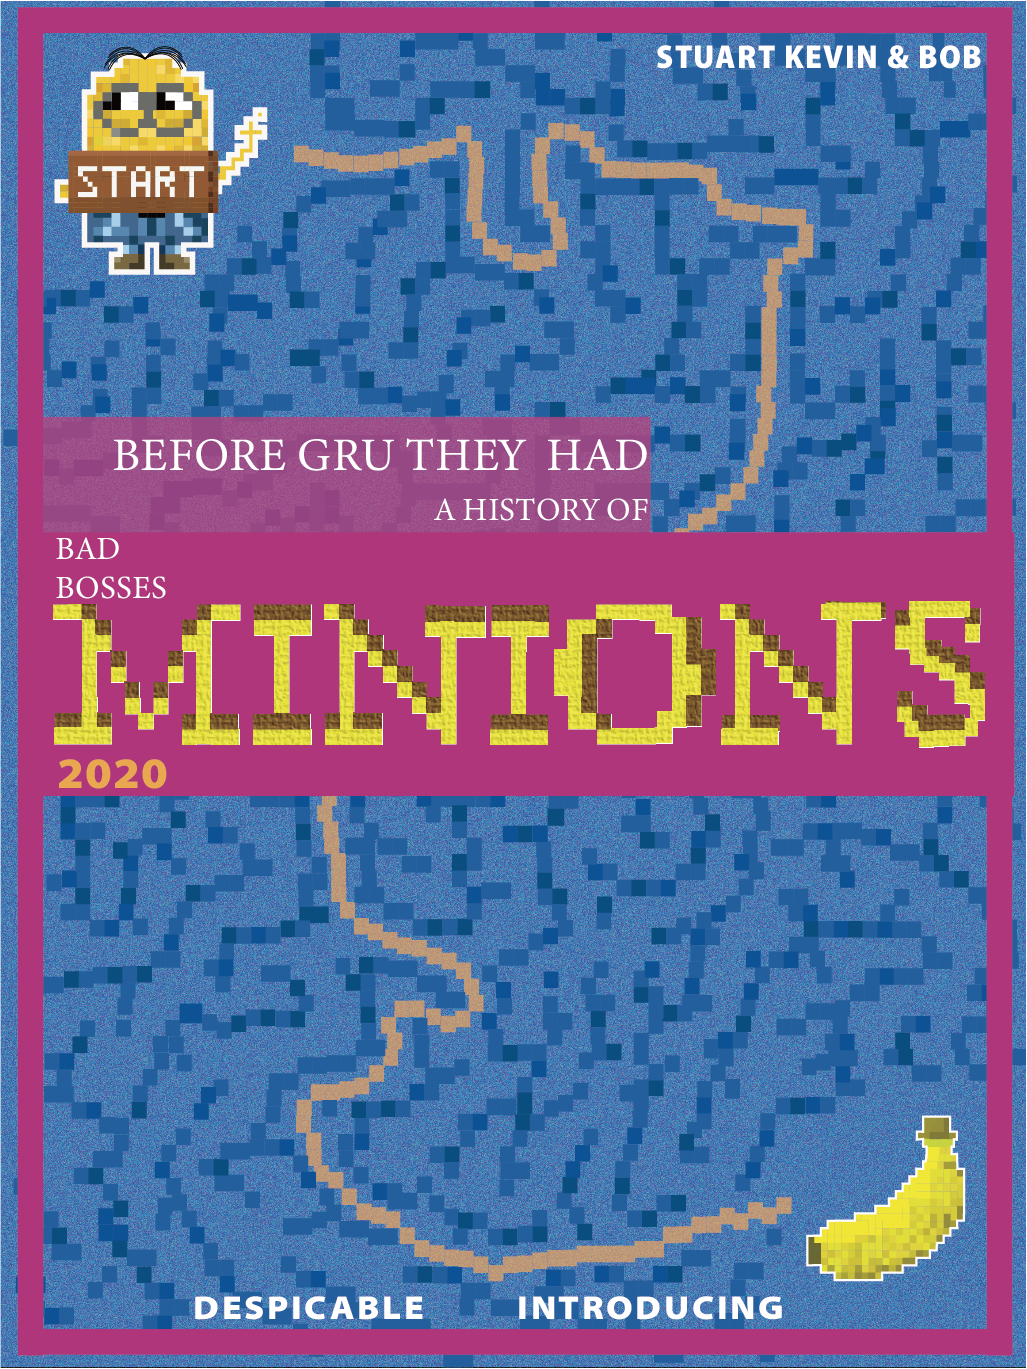 STUART KEVIN & BOB
START
BEFORE GRU THEY HAD
A HISTORY OF
BAD
BOSSES
MINIONS
2020
DESPICABLE INTRODUCING